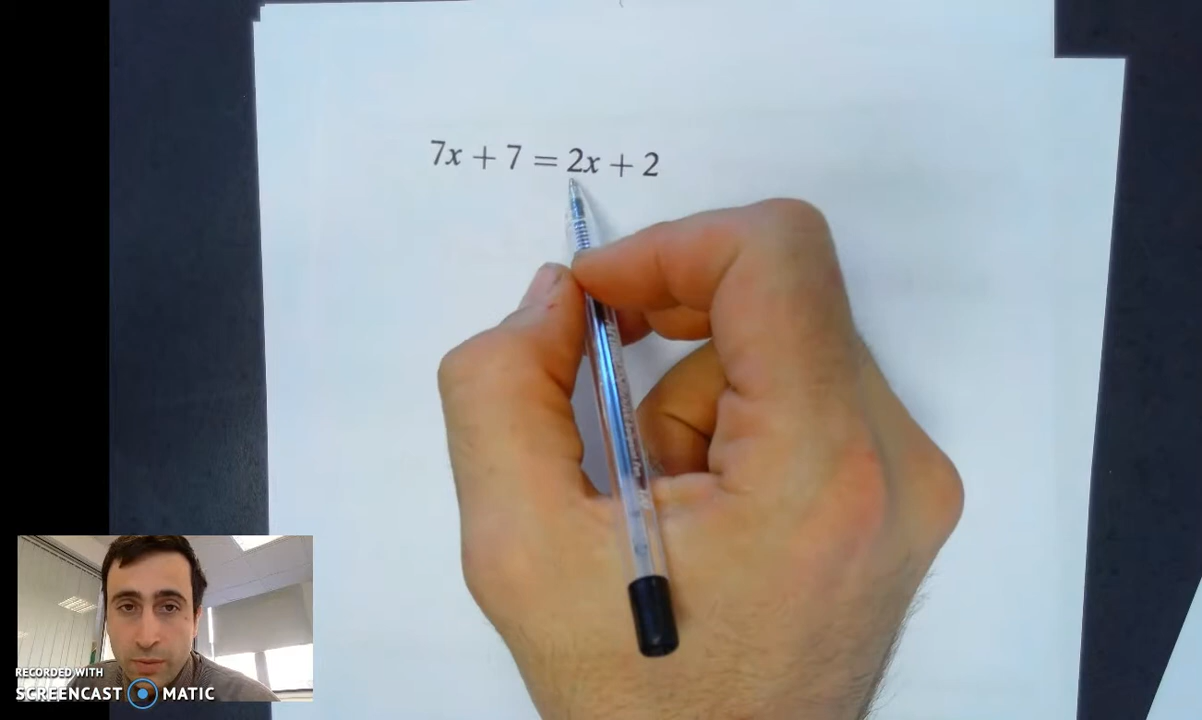 7x + 7 = 2x + 2
RECORDED WITH
SCREENCAST MATIC